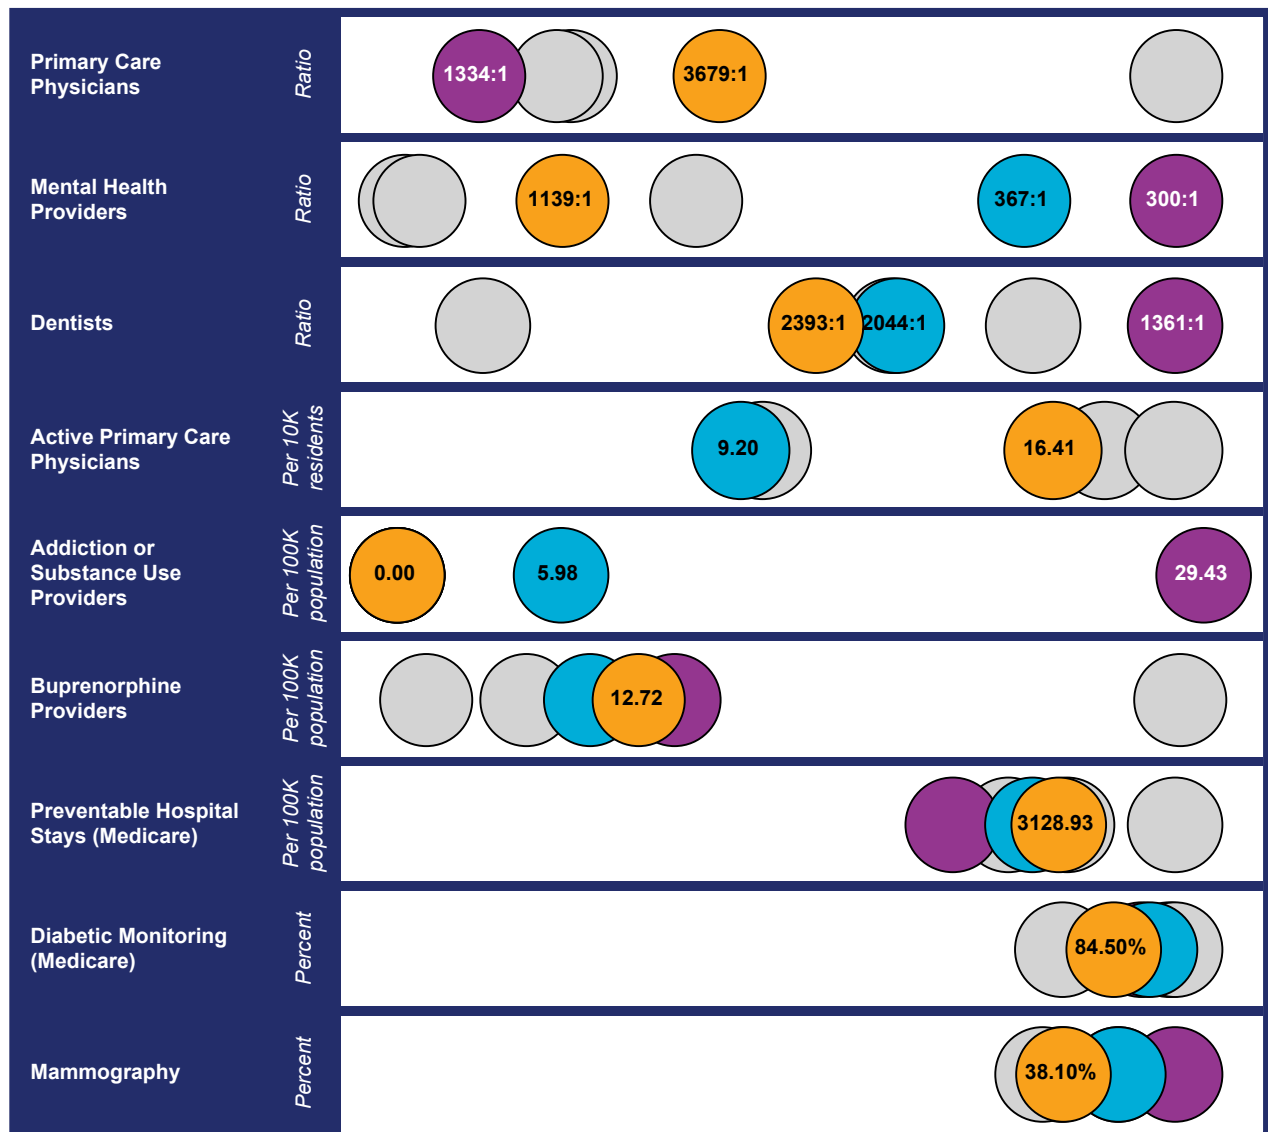 Primary Care
Physicians
Ratio
1334:1
3679:1
Mental Health
Providers
Ratio
1139:1
367:1
300:1
Dentists
Ratio
2393:1
2044:1
1361:1
Active Primary Care
Physicians
Per 10K
residents
9.20
16.41
Addiction or
Substance Use
Providers
Per 100K
population
0.00
5.98
29.43
Buprenorphine
Providers
Per 100K
population
12.72
Preventable Hospital
Stays (Medicare)
Per 100K
population
3128.93
Diabetic Monitoring
(Medicare)
Percent
84.50%
Mammography
Percent
38.10%